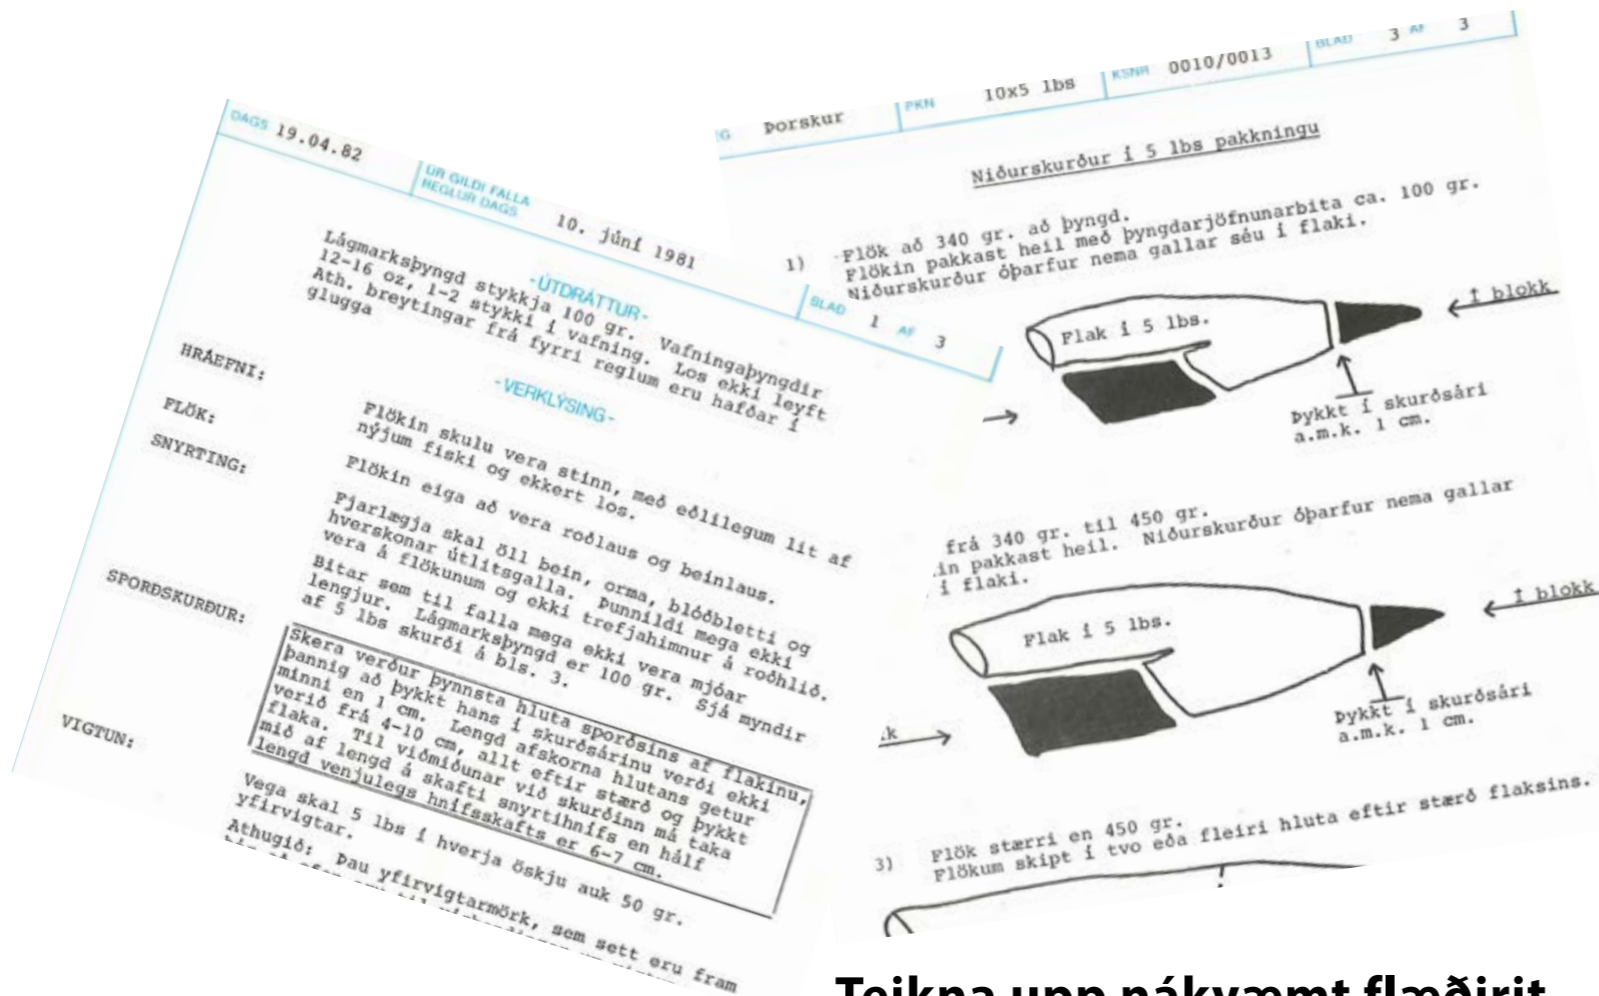 DAGS 19.04.82
ÚR GILDI FALLA
REGLUR DAGS 10. júní 1981
BLAÐ 1 AF 3
-ÚTDRÁTTUR-
Lágmarksþyngd stykkja 100 gr. Vafningaþyngdir
12-16 oz, 1-2 stykki í vafning. Los ekki leyft
Ath. breytingar frá fyrri reglum eru hafðar í
glugga
-VERKLÝSING-
HRÁEFNI: Flökin skulu vera stinn, með eðlilegum lit af
nýjum fiski og ekkert los.
FLÖK: Flökin eiga að vera roðlaus og beinlaus.
SNYRTING: Fjarlægja skal öll bein, orma, blóðbletti og
hverskonar útlitsgalla. Þunnildi mega ekki
vera á flökunum og ekki trefjahimnur á roðhlið.
Bitar sem til falla mega ekki vera mjóar
lengjur. Lágmarksþyngd er 100 gr. Sjá myndir
af 5 lbs skurði á bls. 3.
SPORÐSKURÐUR: Skera verður þynnsta hluta sporðsins af flakinu,
þannig að þykkt hans í skurðsárinu verði ekki
minni en 1 cm. Lengd afskorna hlutans getur
verið frá 4-10 cm, allt eftir stærð og þykkt
flaka. Til viðmiðunar við skurðinn má taka
mið af lengd á skafti snyrtihnífs en hálf
lengd venjulegs hnífsskafts er 6-7 cm.
VIGTUN: Vega skal 5 lbs í hverja öskju auk 50 gr.
yfirvigtar.
Athugið: Þau yfirvigtarmörk, sem sett eru fram
Þorskur PKN 10x5 lbs KSNR 0010/0013 BLAÐ 3 AF 3
Niðurskurður í 5 lbs pakkningu
1) -Flök að 340 gr. að þyngd.
Flökin pakkast heil með þyngdarjöfnunarbita ca. 100 gr.
Niðurskurður óþarfur nema gallar séu í flaki.
Flak í 5 lbs.
Í blokk
Þykkt í skurðsári
a.m.k. 1 cm.
frá 340 gr. til 450 gr.
in pakkast heil. Niðurskurður óþarfur nema gallar
í flaki.
Flak í 5 lbs.
Í blokk
k
Þykkt í skurðsári
a.m.k. 1 cm.
3) Flök stærri en 450 gr.
Flökum skipt í tvo eða fleiri hluta eftir stærð flaksins.
Teikna upp nákvæmt flæðirit